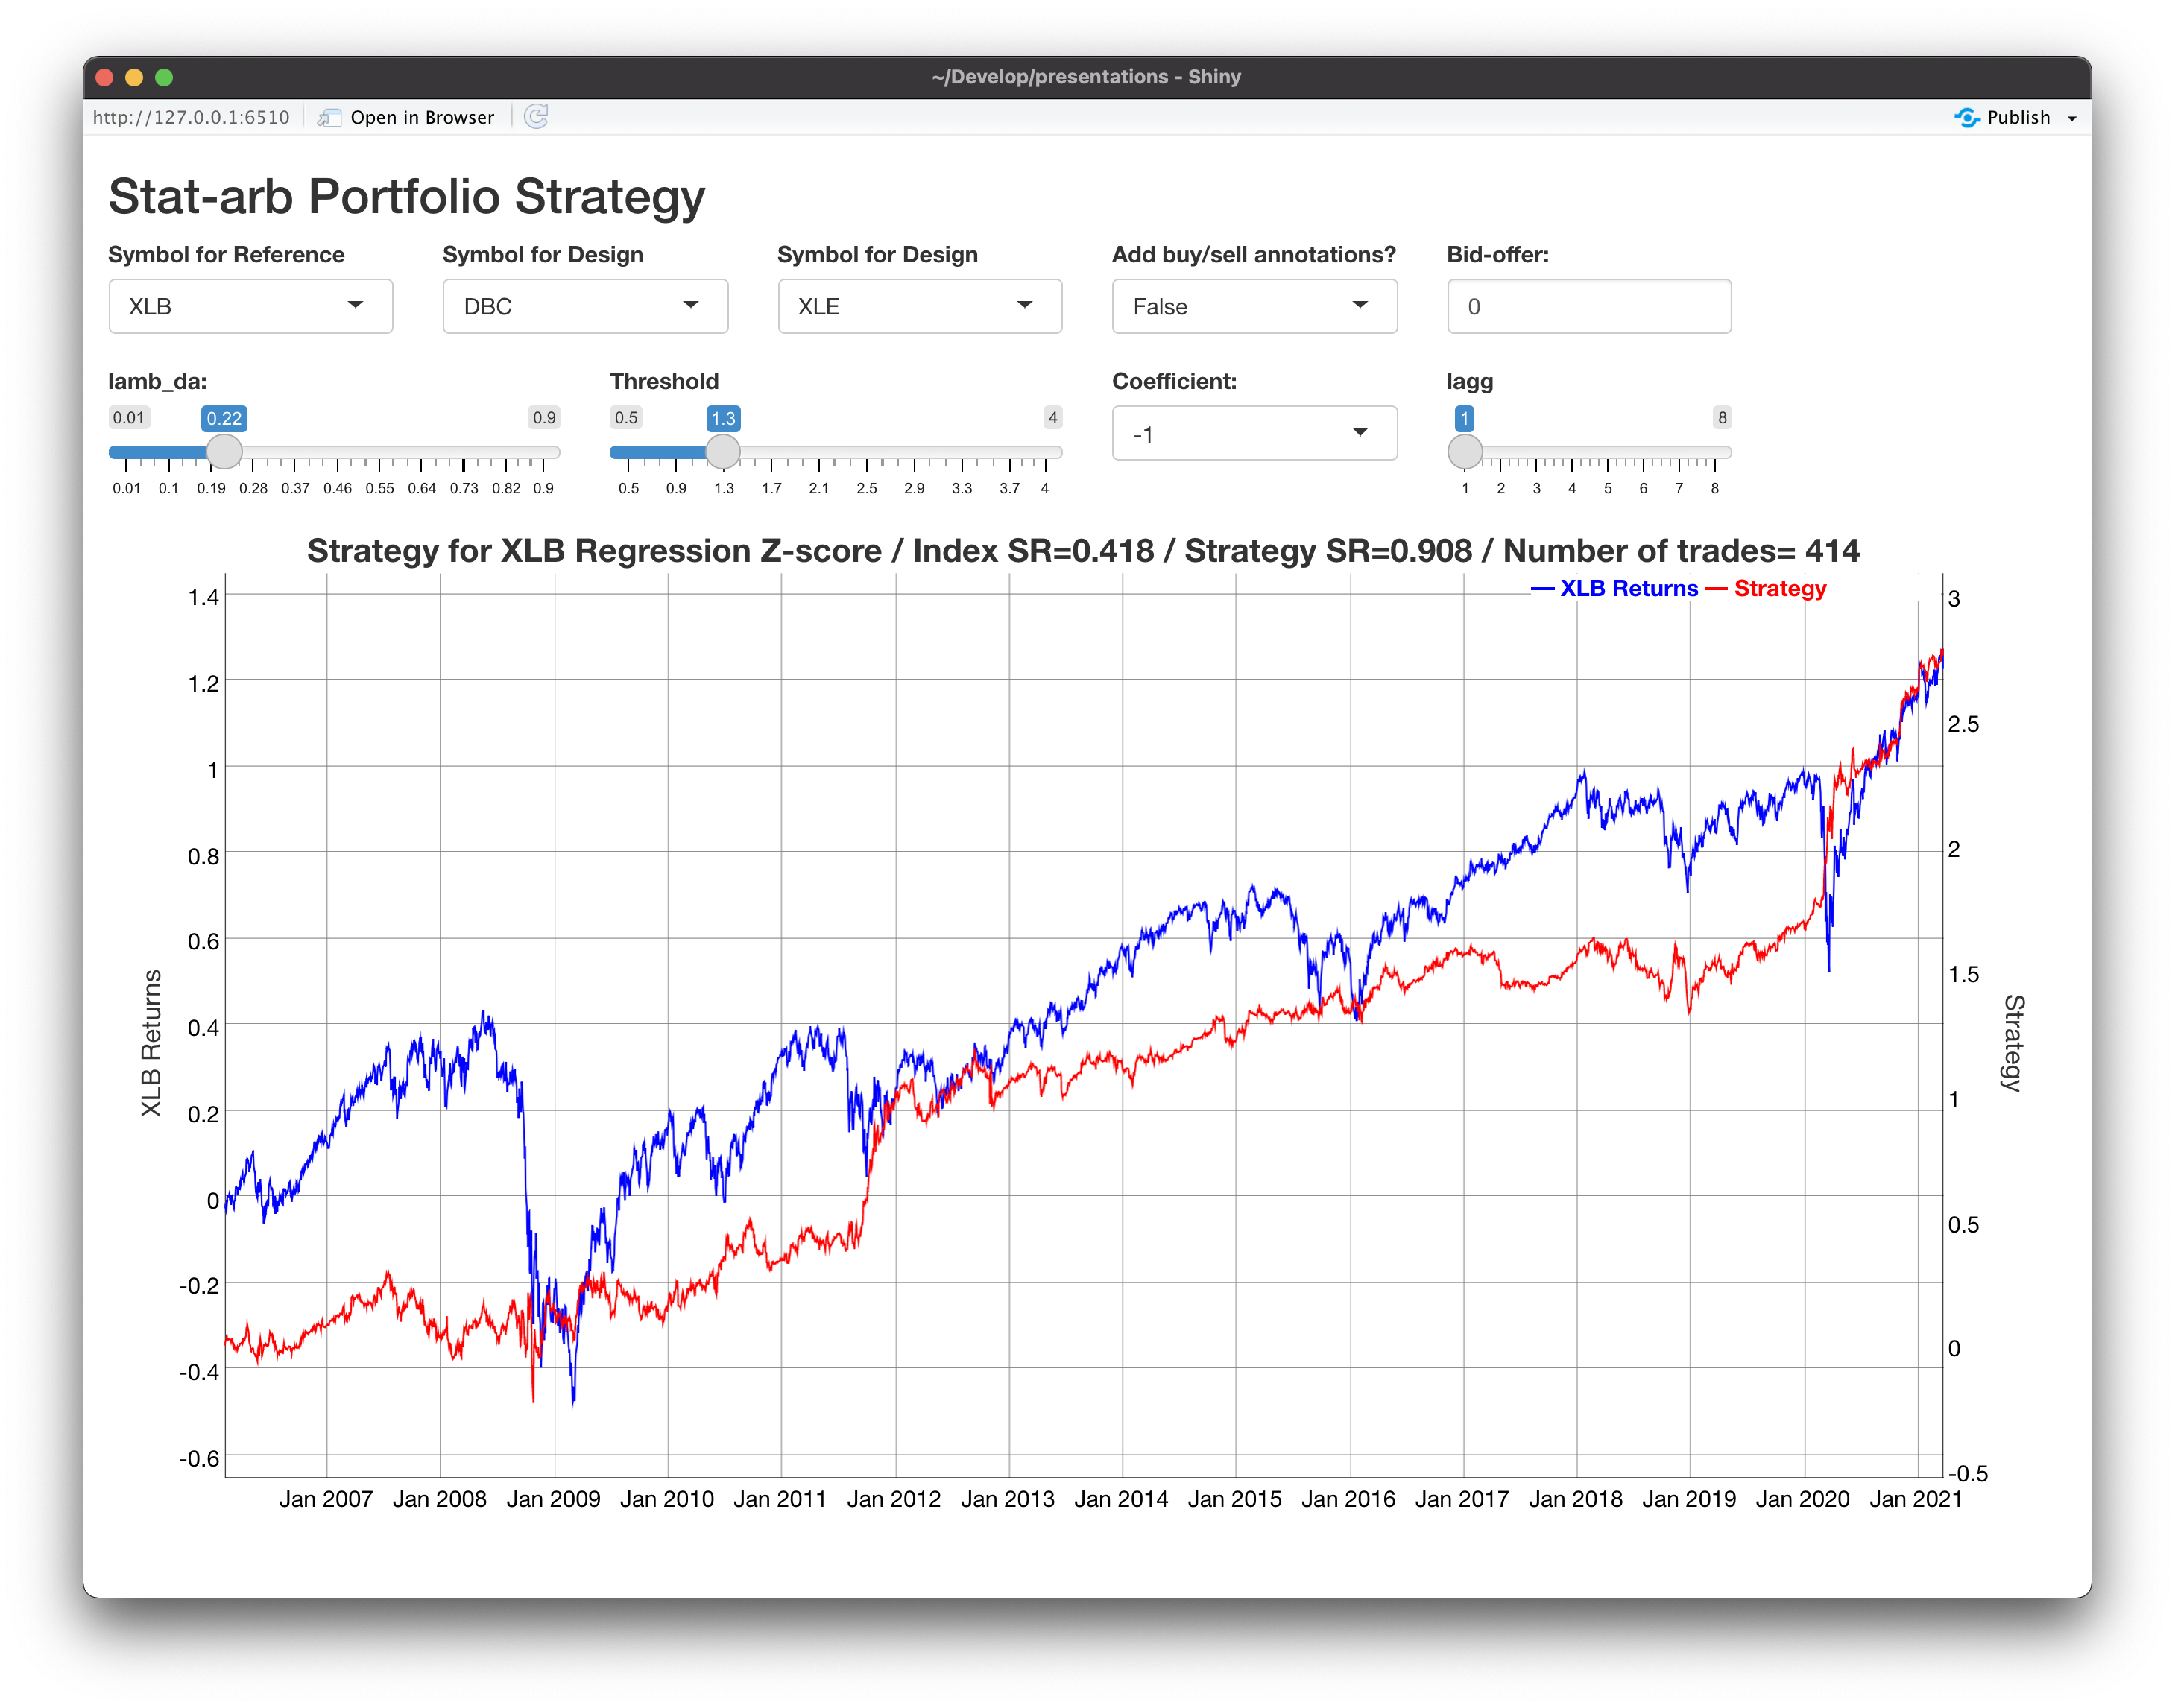 ~/Develop/presentations - Shiny
http://127.0.0.1:6510 Open in Browser Publish
Stat-arb Portfolio Strategy
Symbol for Reference Symbol for Design Symbol for Design Add buy/sell annotations? Bid-offer:
XLB DBC XLE False 0
lamb_da: Threshold Coefficient: lagg
0.01 0.22 0.9 0.5 1.3 4 -1 1 8
0.01 0.1 0.19 0.28 0.37 0.46 0.55 0.64 0.73 0.82 0.9 0.5 0.9 1.3 1.7 2.1 2.5 2.9 3.3 3.7 4 1 2 3 4 5 6 7 8
Strategy for XLB Regression Z-score / Index SR=0.418 / Strategy SR=0.908 / Number of trades= 414
XLB Returns Strategy
1.4 3
1.2
2.5
1
0.8 2
0.6
1.5
0.4
0.2 1
0
0.5
-0.2
0
-0.4
-0.6
-0.5
XLB Returns
Strategy
Jan 2007 Jan 2008 Jan 2009 Jan 2010 Jan 2011 Jan 2012 Jan 2013 Jan 2014 Jan 2015 Jan 2016 Jan 2017 Jan 2018 Jan 2019 Jan 2020 Jan 2021